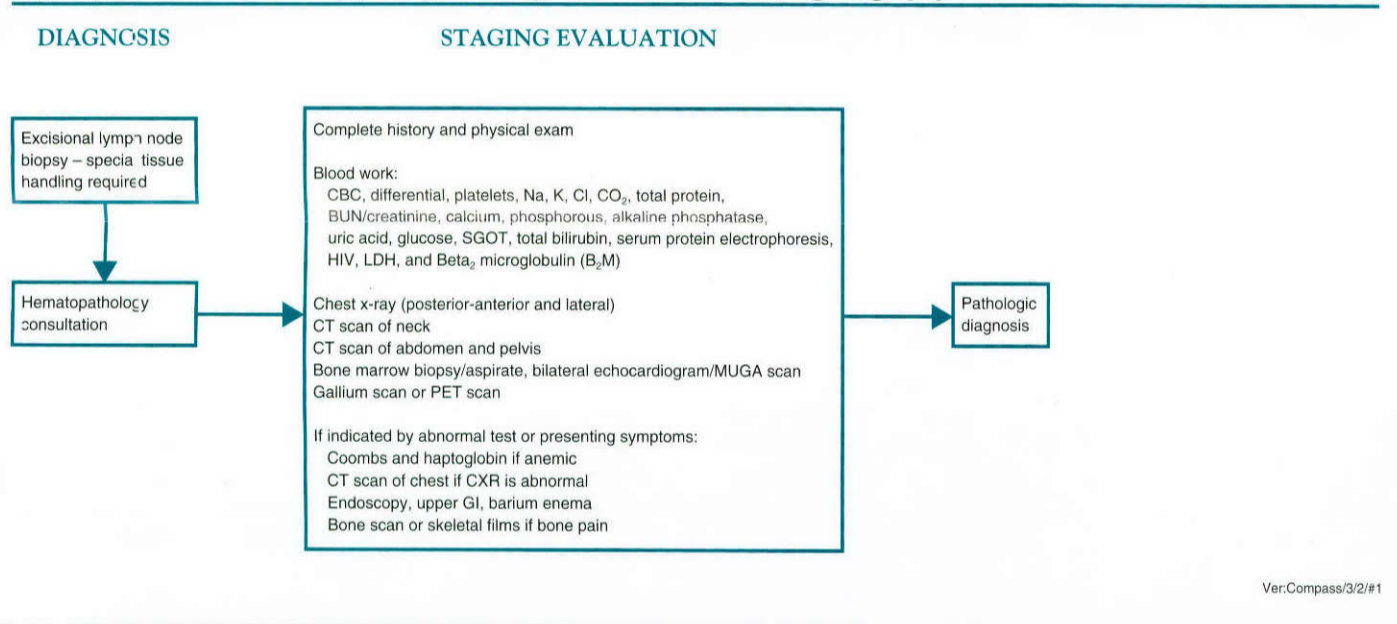 DIAGNOSIS
STAGING EVALUATION
Excisional lymph node
biopsy – special tissue
handling required
Hematopathology
consultation
Complete history and physical exam
Blood work:
CBC, differential, platelets, Na, K, Cl, CO₂, total protein,
BUN/creatinine, calcium, phosphorous, alkaline phosphatase,
uric acid, glucose, SGOT, total bilirubin, serum protein electrophoresis,
HIV, LDH, and Beta₂ microglobulin (B₂M)
Chest x-ray (posterior-anterior and lateral)
CT scan of neck
CT scan of abdomen and pelvis
Bone marrow biopsy/aspirate, bilateral echocardiogram/MUGA scan
Gallium scan or PET scan
If indicated by abnormal test or presenting symptoms:
Coombs and haptoglobin if anemic
CT scan of chest if CXR is abnormal
Endoscopy, upper GI, barium enema
Bone scan or skeletal films if bone pain
Pathologic
diagnosis
Ver:Compass/3/2/#1